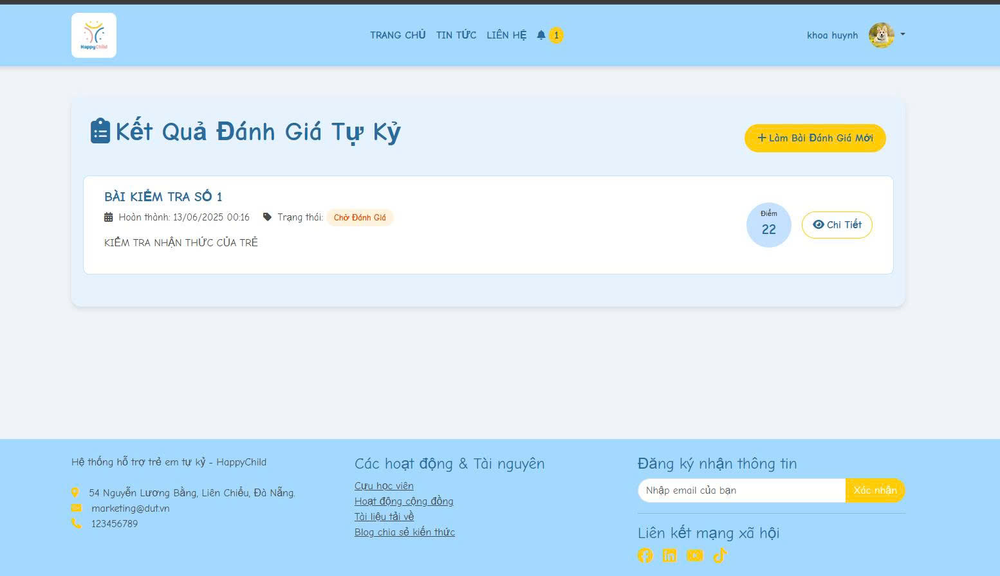 HappyChild
TRANG CHỦ
TIN TỨC
LIÊN HỆ
1
khoa huynh
Kết Quả Đánh Giá Tự Kỷ
Làm Bài Đánh Giá Mới
BÀI KIỂM TRA SỐ 1
Hoàn thành: 13/06/2025 00:16
Trạng thái: Chờ Đánh Giá
KIỂM TRA NHẬN THỨC CỦA TRẺ
Điểm
22
Chi Tiết
Hệ thống hỗ trợ trẻ em tự kỷ - HappyChild
54 Nguyễn Lương Bằng, Liên Chiểu, Đà Nẵng.
marketing@dut.vn
123456789
Các hoạt động & Tài nguyên
Cựu học viên
Hoạt động cộng đồng
Tài liệu tải về
Blog chia sẻ kiến thức
Đăng ký nhận thông tin
Nhập email của bạn
Xác nhận
Liên kết mạng xã hội